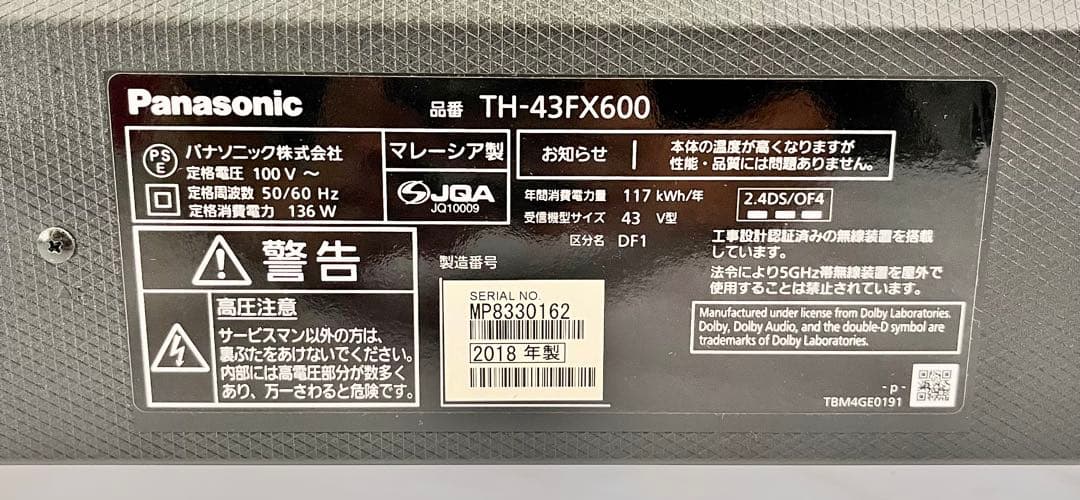 Panasonic
品番 TH-43FX600
PSE
パナソニック株式会社
定格電圧 100 V ～
定格周波数 50/60 Hz
定格消費電力 136 W
マレーシア製
JQA
JQ10009
お知らせ
本体の温度が高くなりますが
性能・品質には問題ありません。
年間消費電力量 117 kWh/年
受信機型サイズ 43 V型
区分名 DF1
2.4DS/OF4
工事設計認証済みの無線装置を搭載
しています。
法令により5GHz帯無線装置を屋外で
使用することは禁止されています。
警告
高圧注意
サービスマン以外の方は、
裏ぶたをあけないでください。
内部には高電圧部分が数多く
あり、万一さわると危険です。
製造番号
SERIAL NO.
MP8330162
2018 年製
Manufactured under license from Dolby Laboratories.
Dolby, Dolby Audio, and the double-D symbol are
trademarks of Dolby Laboratories.
- p -
TBM4GE0191